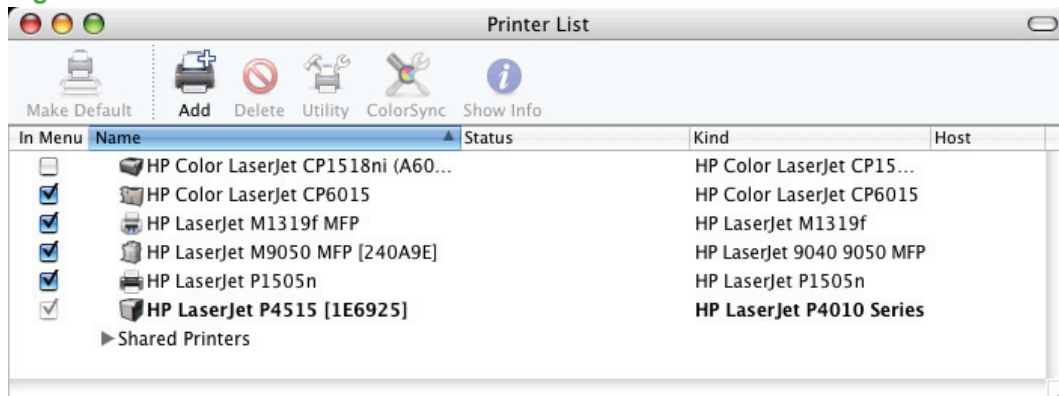 Printer List
Make Default Add Delete Utility ColorSync Show Info
In Menu Name Status Kind Host
HP Color LaserJet CP1518ni (A60... HP Color LaserJet CP15...
HP Color LaserJet CP6015 HP Color LaserJet CP6015
HP LaserJet M1319f MFP HP LaserJet M1319f
HP LaserJet M9050 MFP [240A9E] HP LaserJet 9040 9050 MFP
HP LaserJet P1505n HP LaserJet P1505n
HP LaserJet P4515 [1E6925] HP LaserJet P4010 Series
Shared Printers